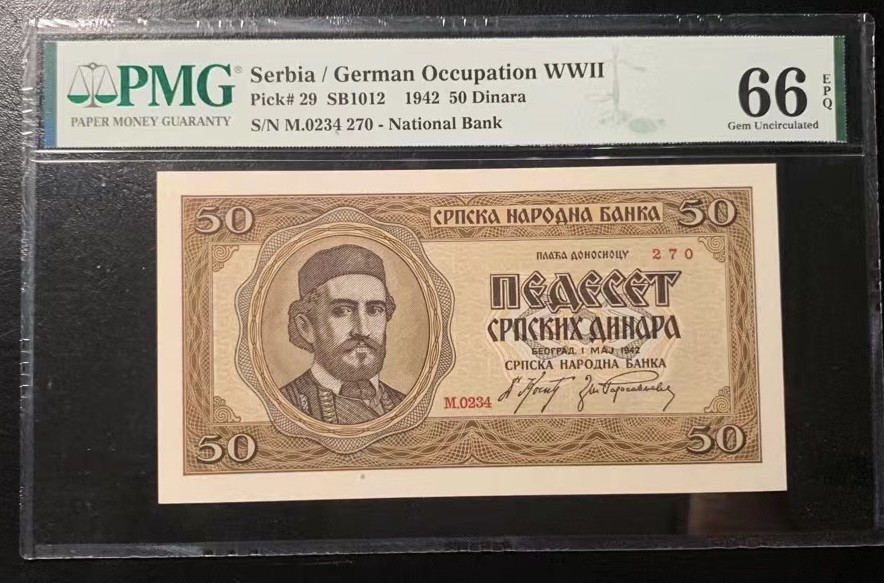 PMG®
PAPER MONEY GUARANTY
Serbia / German Occupation WWII
Pick# 29 SB1012 1942 50 Dinara
S/N M.0234 270 - National Bank
66 EPQ
Gem Uncirculated
50 СРПСКА НАРОДНА БАНКА 50
ПЛАЋА ДОНОСИОЦУ 270
ПЕДЕСЕТ
СРПСКИХ ДИНАРА
БЕОГРАД, 1 МАЈ 1942
СРПСКА НАРОДНА БАНКА
М.0234
50 50